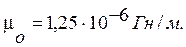 μ₀ = 1,25 · 10⁻⁶ Гн / м.